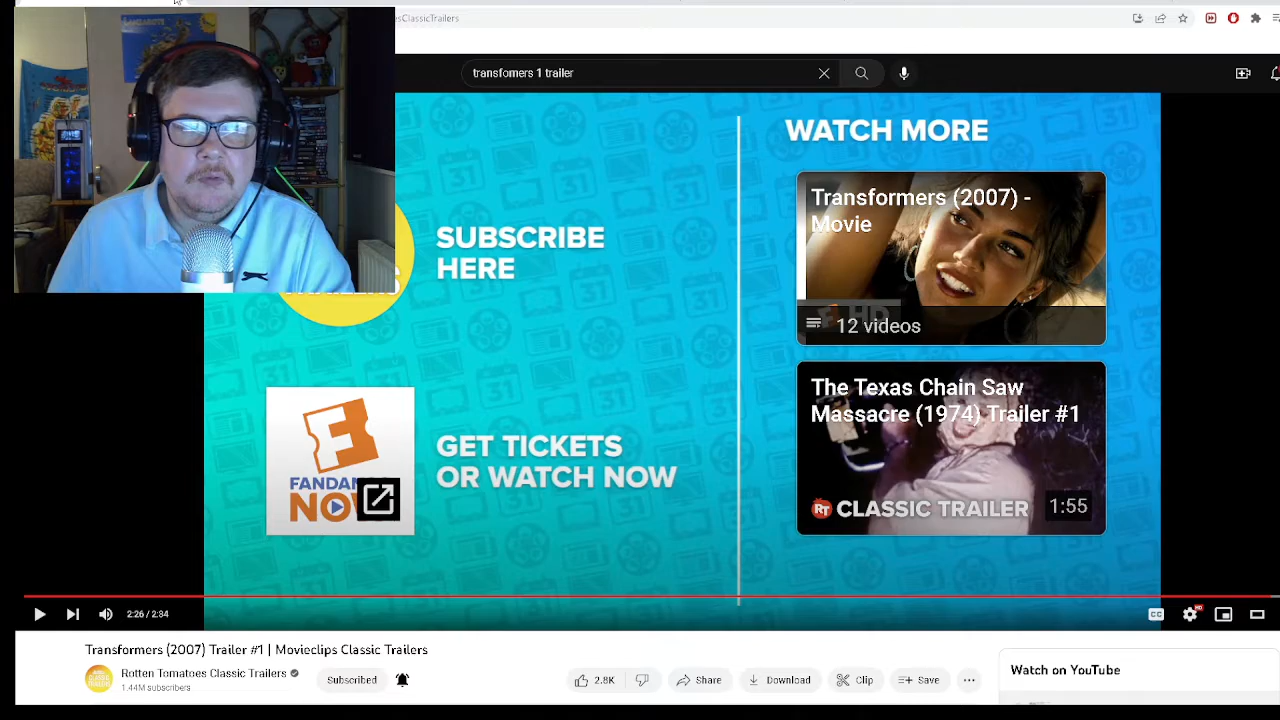 esClassicTrailers
transfomers 1 trailer
WATCH MORE
Transformers (2007) -
Movie
12 videos
SUBSCRIBE
HERE
The Texas Chain Saw
Massacre (1974) Trailer #1
RT CLASSIC TRAILER
1:55
GET TICKETS
OR WATCH NOW
2:26 / 2:34
HD
Transformers (2007) Trailer #1 | Movieclips Classic Trailers
Rotten Tomatoes Classic Trailers
1.44M subscribers
Subscribed
2.8K
Share
Download
Clip
Save
Watch on YouTube